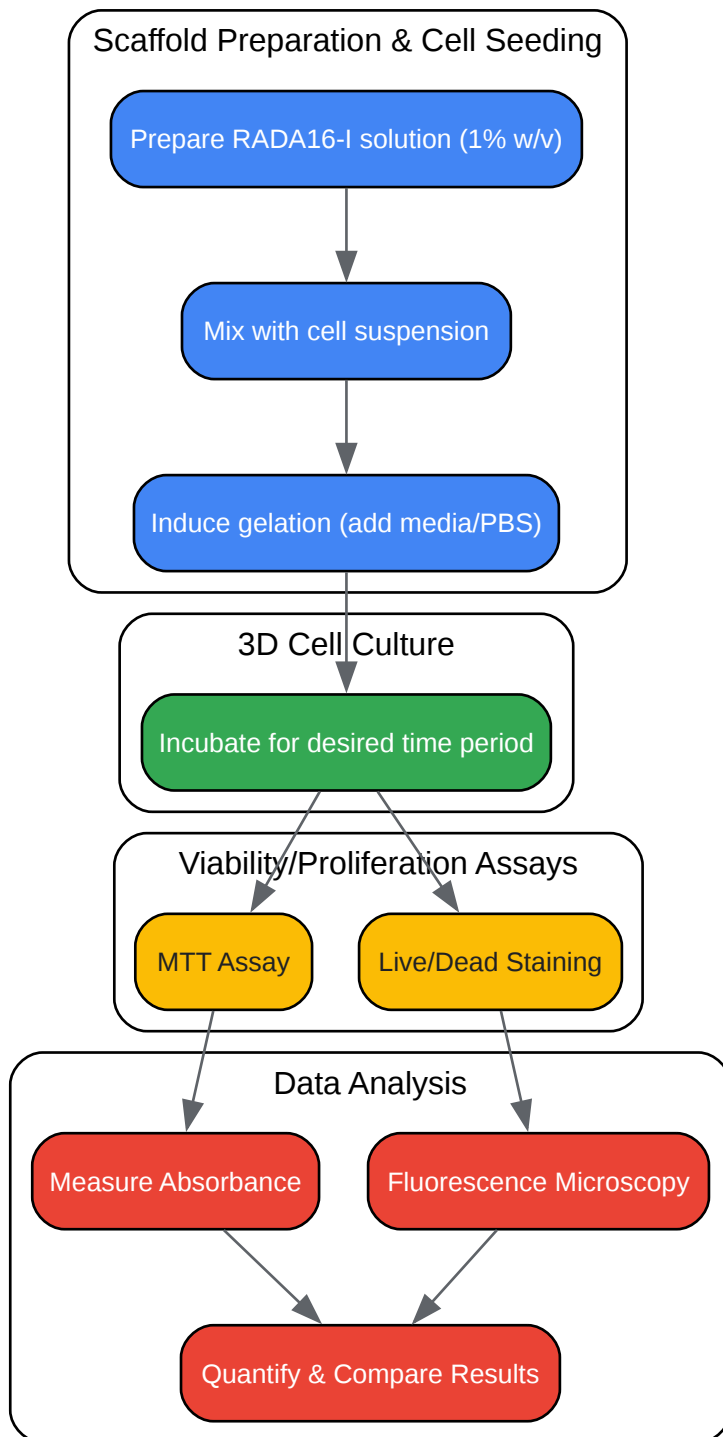 Scaffold Preparation & Cell Seeding
Prepare RADA16-I solution (1% w/v)
Mix with cell suspension
Induce gelation (add media/PBS)
3D Cell Culture
Incubate for desired time period
Viability/Proliferation Assays
MTT Assay
Live/Dead Staining
Data Analysis
Measure Absorbance
Fluorescence Microscopy
Quantify & Compare Results